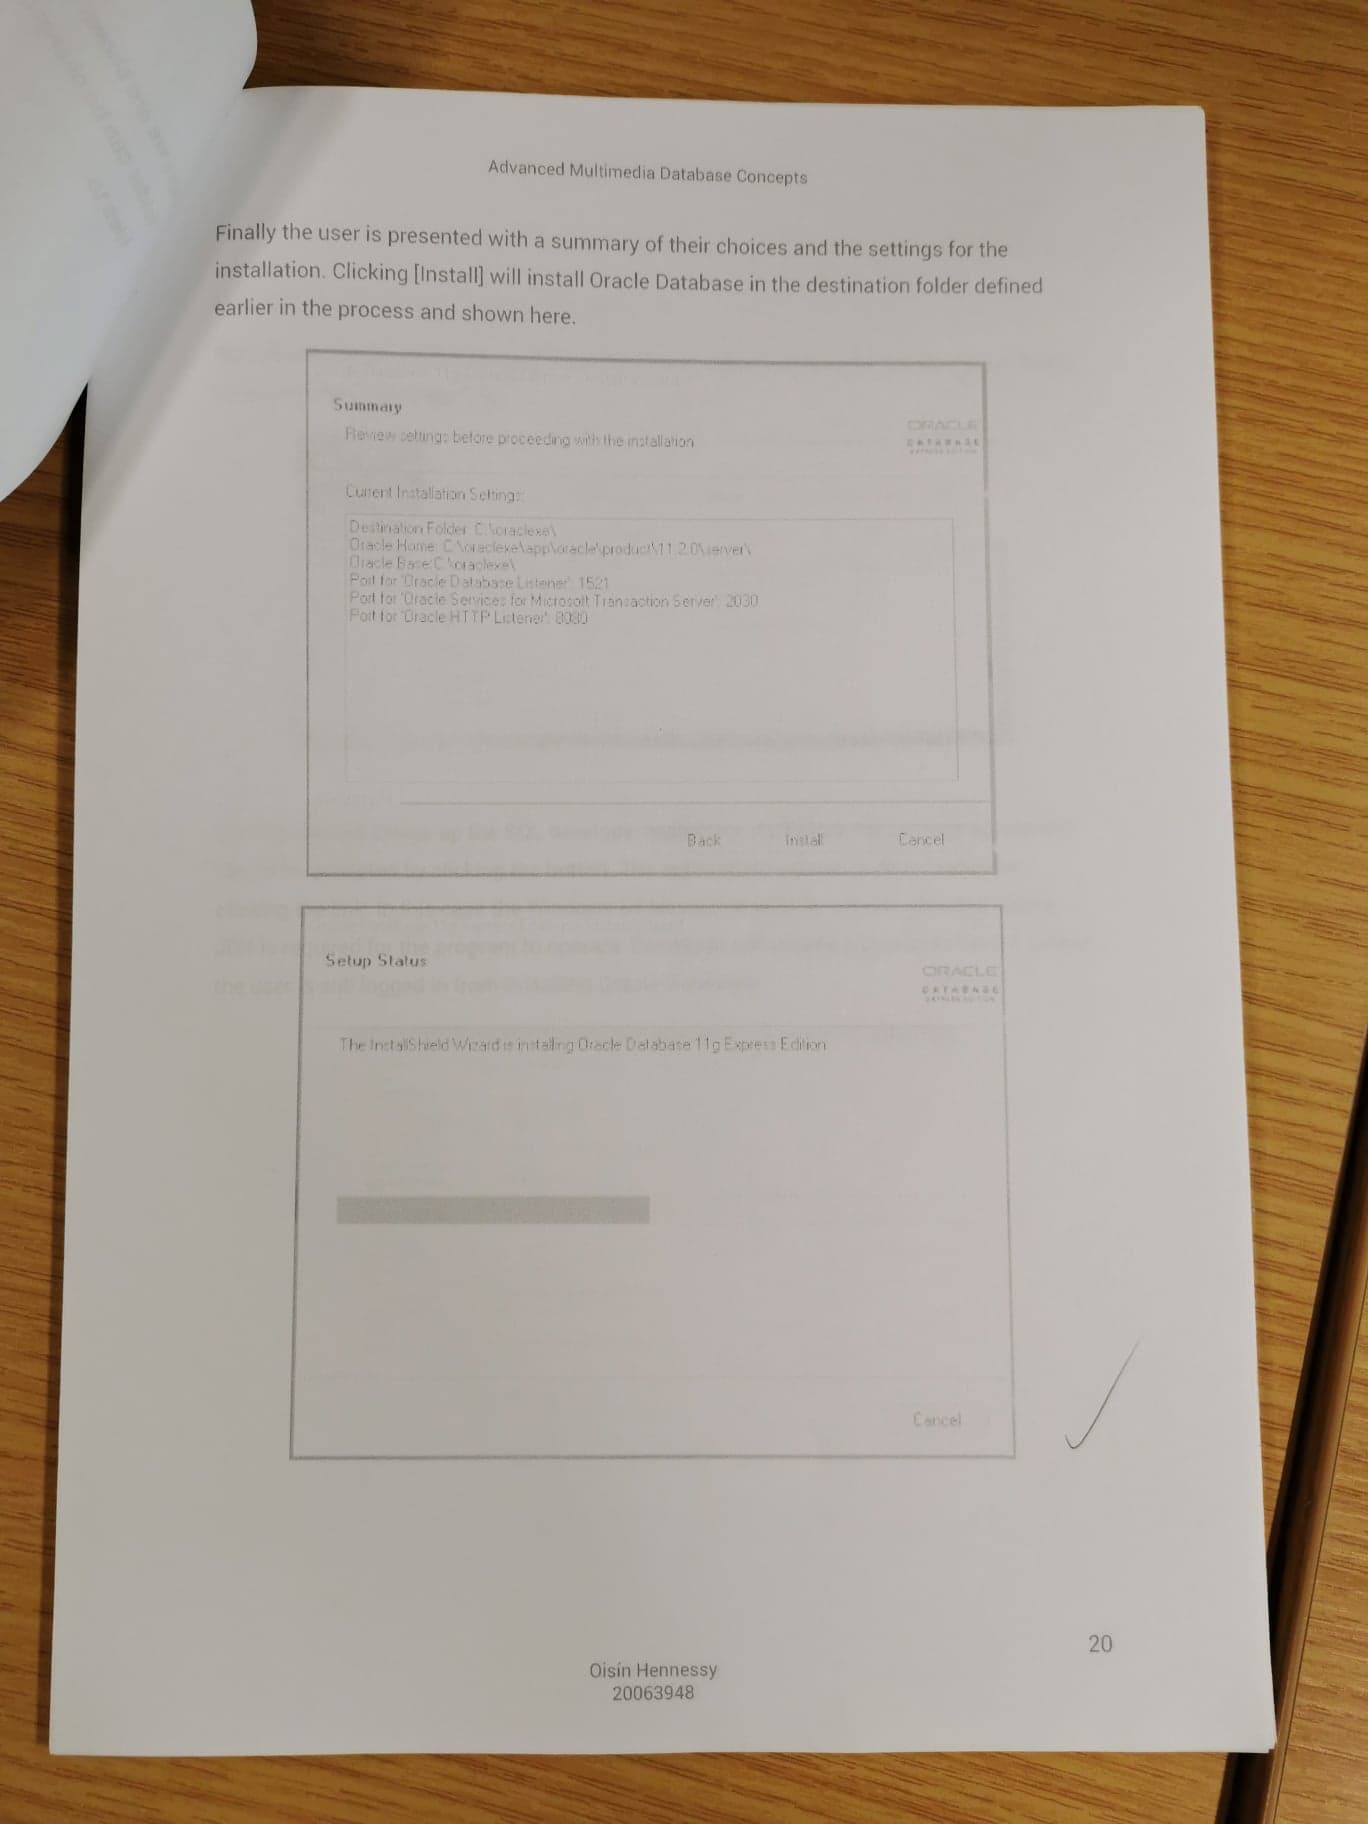 Advanced Multimedia Database Concepts
Finally the user is presented with a summary of their choices and the settings for the
installation. Clicking [Install] will install Oracle Database in the destination folder defined
earlier in the process and shown here.
Summary
Review settings before proceeding with the installation
ORACLE
DATABASE
EXPRESS EDITION
Current Installation Settings:
Destination Folder: C:\oraclexe\
Oracle Home: C:\oraclexe\app\oracle\product\11.2.0\server\
Oracle Base:C:\oraclexe\
Port for 'Oracle Database Listener': 1521
Port for 'Oracle Services for Microsoft Transaction Server': 2030
Port for 'Oracle HTTP Listener': 8080
Back Install Cancel
Setup Status
ORACLE
DATABASE
EXPRESS EDITION
The InstallShield Wizard is installing Oracle Database 11g Express Edition
Cancel
20
Oisín Hennessy
20063948